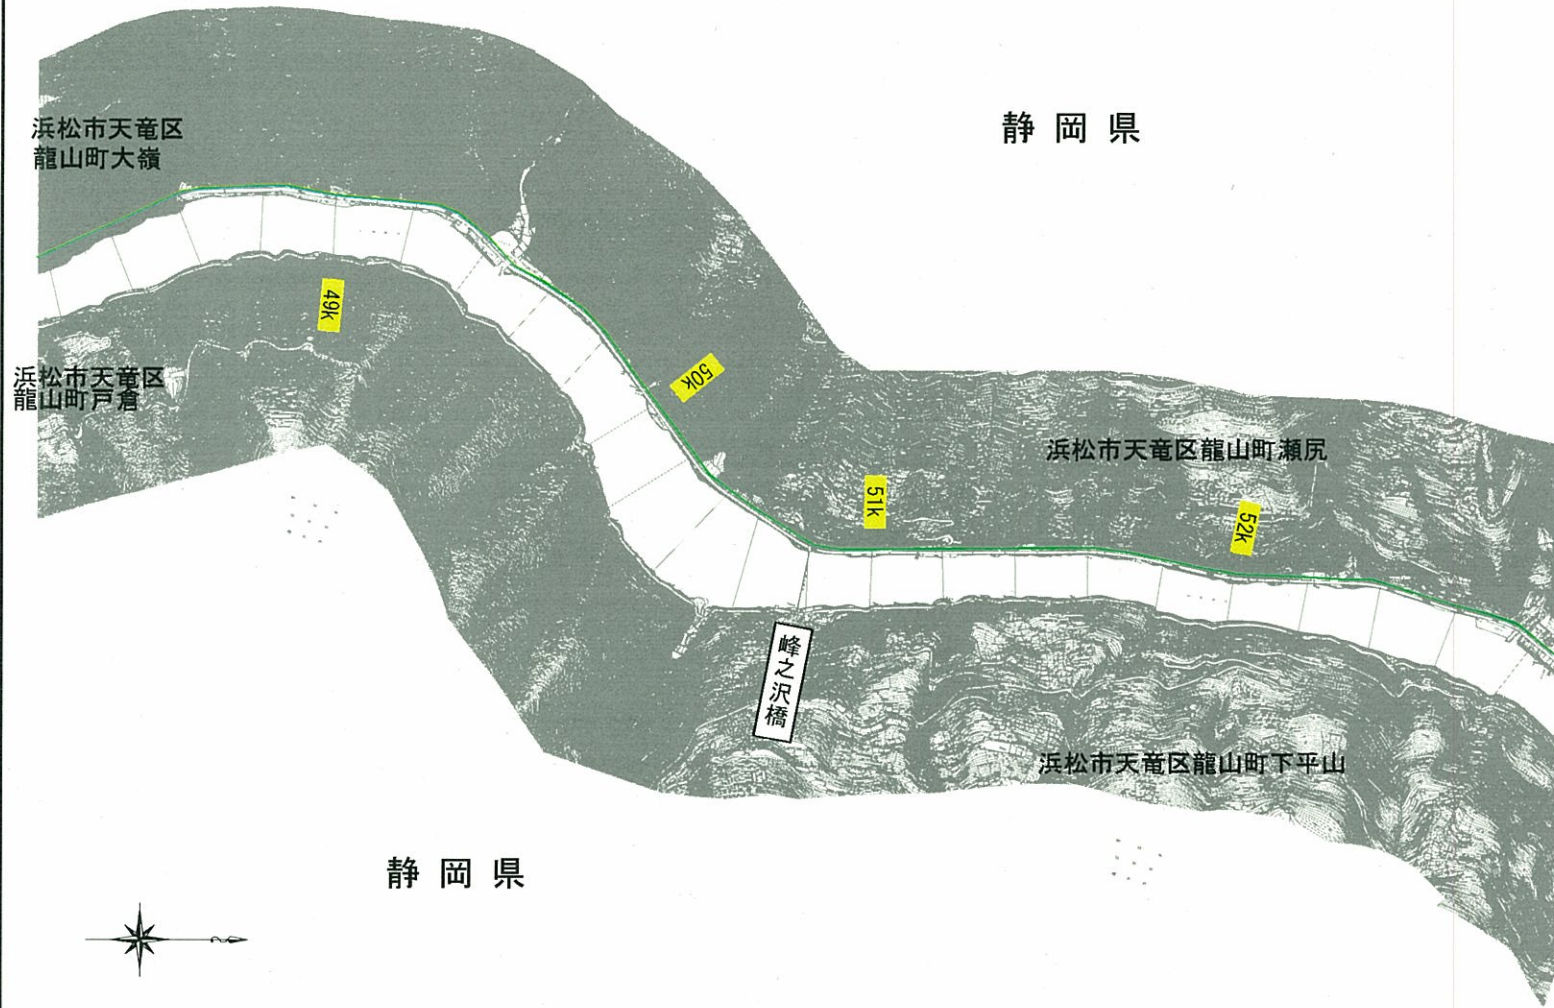 静岡県
浜松市天竜区
龍山町大嶺
49k
浜松市天竜区
龍山町戸倉
50k
浜松市天竜区龍山町瀬尻
51k
52k
峰之沢橋
浜松市天竜区龍山町下平山
静岡県